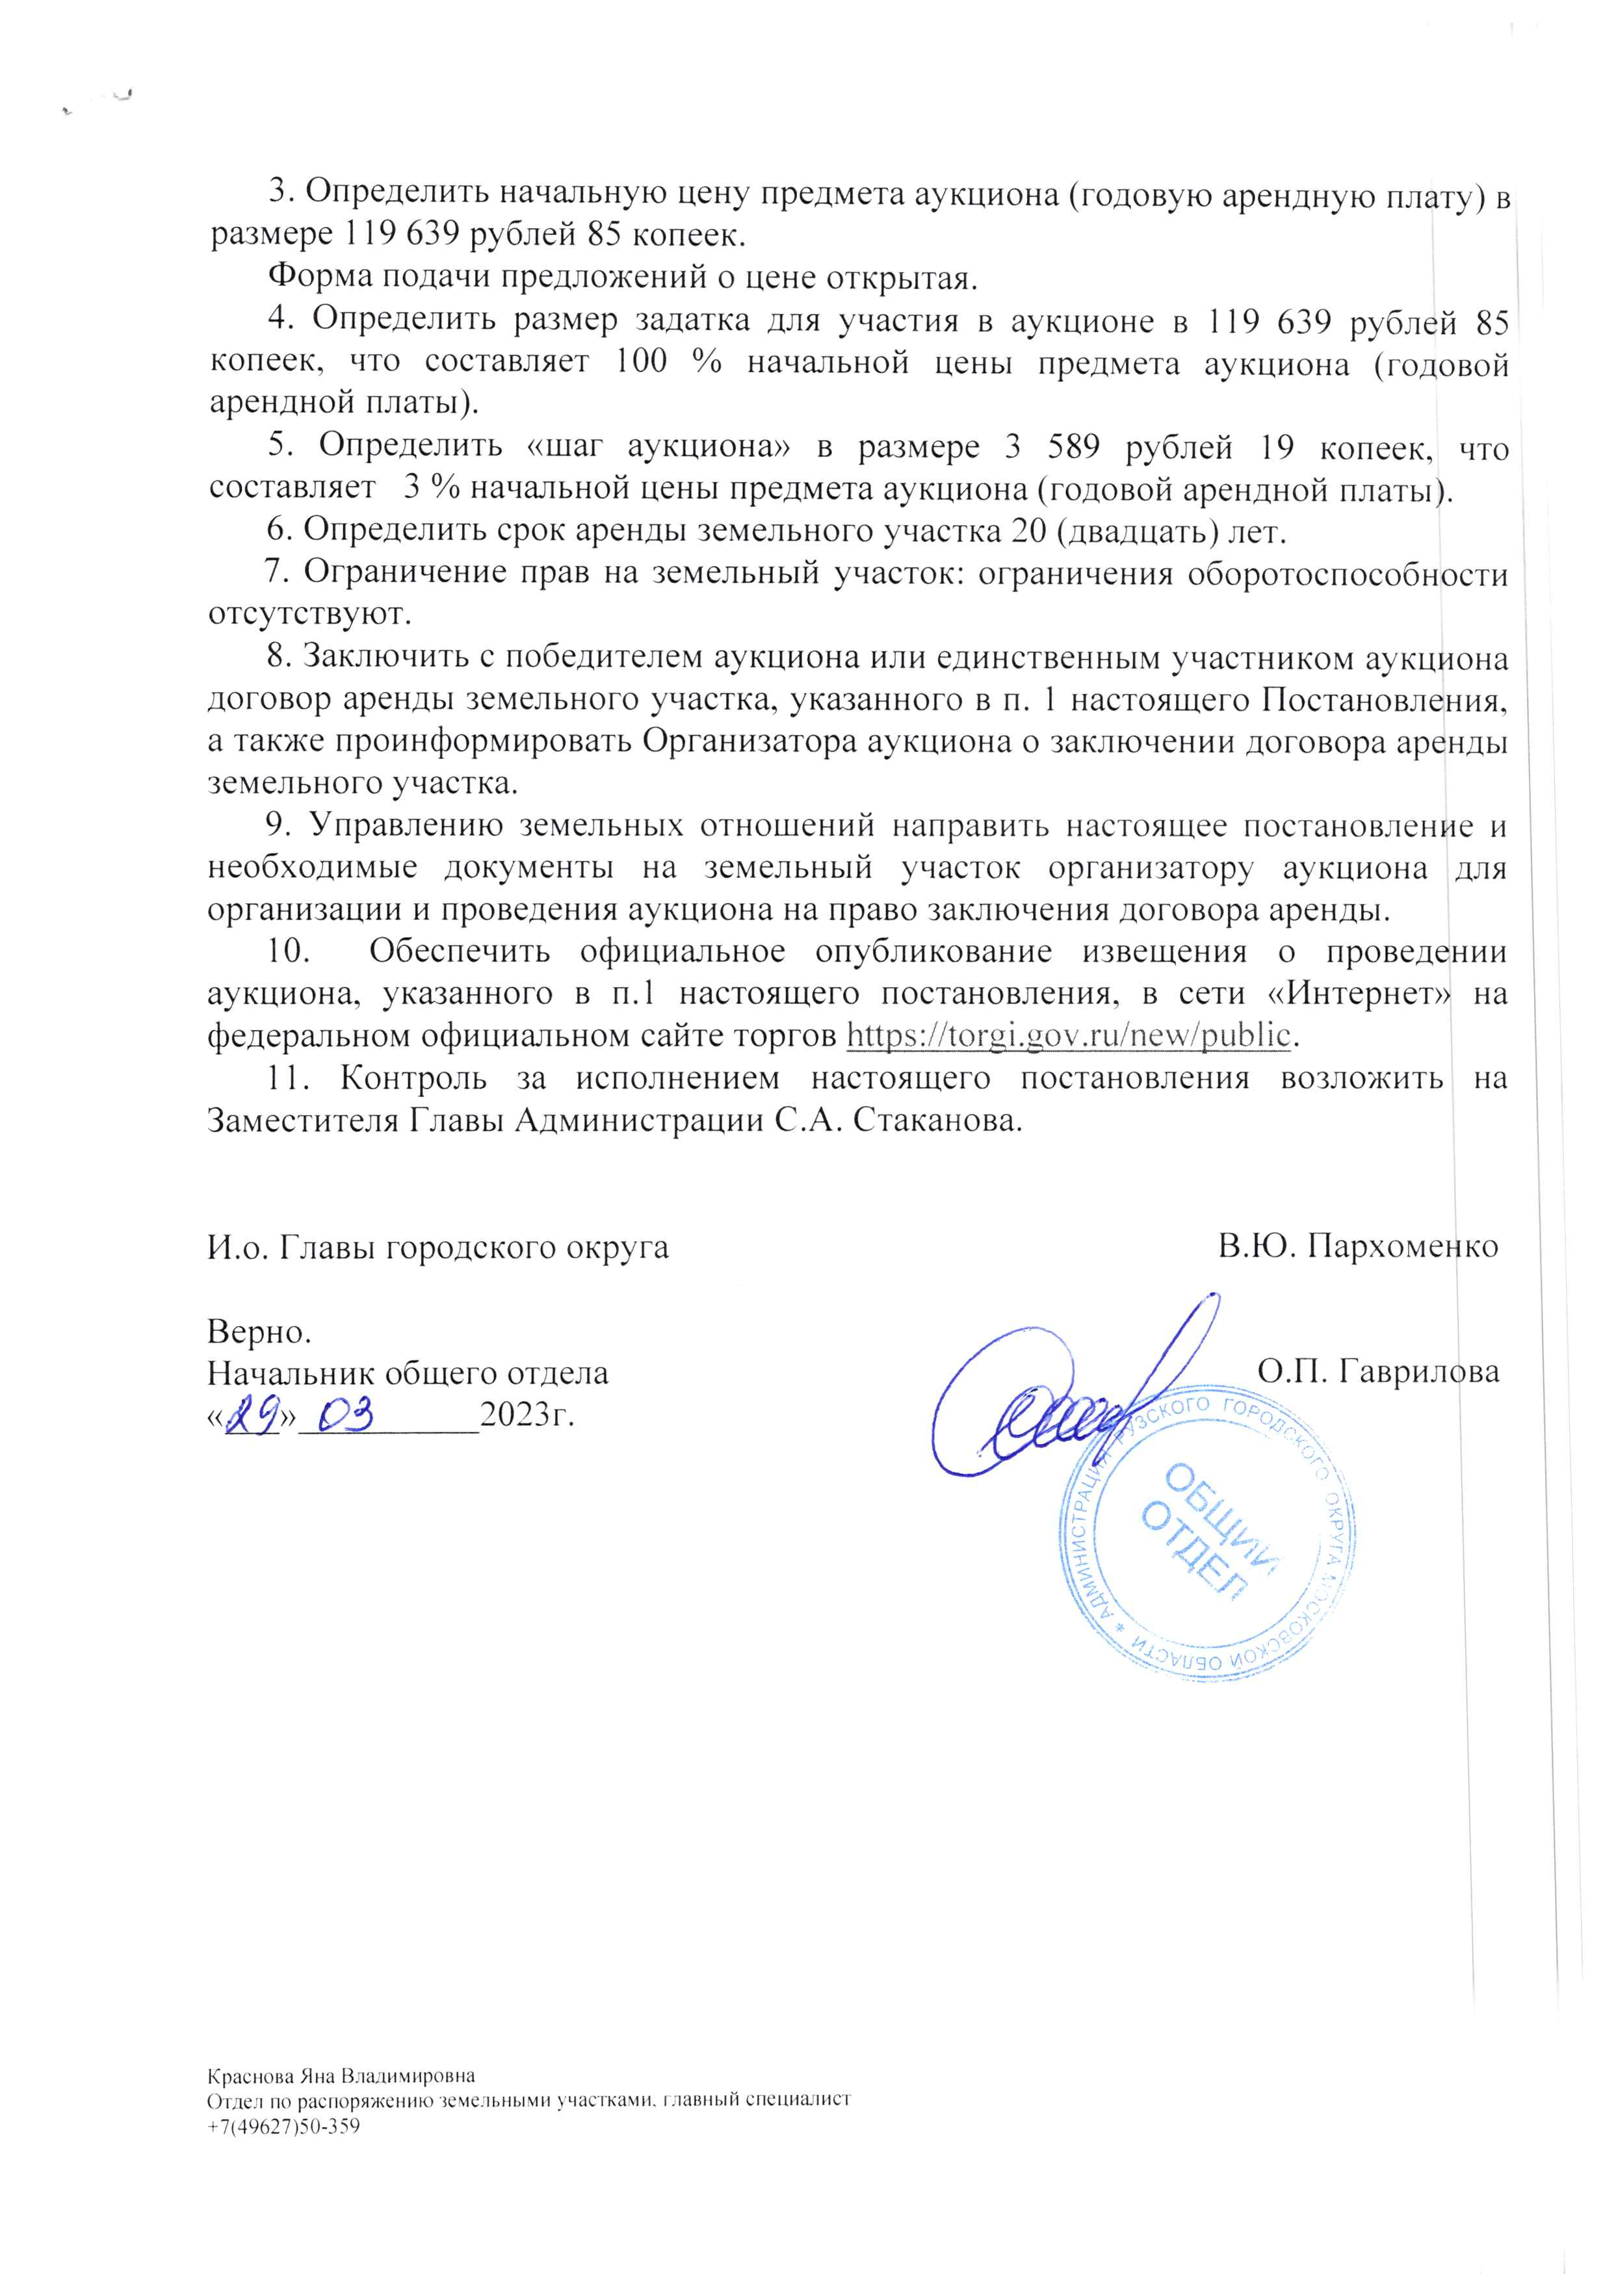 3. Определить начальную цену предмета аукциона (годовую арендную плату) в
размере 119 639 рублей 85 копеек.
Форма подачи предложений о цене открытая.
4. Определить размер задатка для участия в аукционе в 119 639 рублей 85
копеек, что составляет 100 % начальной цены предмета аукциона (годовой
арендной платы).
5. Определить «шаг аукциона» в размере 3 589 рублей 19 копеек, что
составляет 3 % начальной цены предмета аукциона (годовой арендной платы).
6. Определить срок аренды земельного участка 20 (двадцать) лет.
7. Ограничение прав на земельный участок: ограничения оборотоспособности
отсутствуют.
8. Заключить с победителем аукциона или единственным участником аукциона
договор аренды земельного участка, указанного в п. 1 настоящего Постановления,
а также проинформировать Организатора аукциона о заключении договора аренды
земельного участка.
9. Управлению земельных отношений направить настоящее постановление и
необходимые документы на земельный участок организатору аукциона для
организации и проведения аукциона на право заключения договора аренды.
10. Обеспечить официальное опубликование извещения о проведении
аукциона, указанного в п.1 настоящего постановления, в сети «Интернет» на
федеральном официальном сайте торгов https://torgi.gov.ru/new/public.
11. Контроль за исполнением настоящего постановления возложить на
Заместителя Главы Администрации С.А. Стаканова.
И.о. Главы городского округа В.Ю. Пархоменко
Верно.
Начальник общего отдела О.П. Гаврилова
«29» 03 2023г.
АДМИНИСТРАЦИЯ РУЗСКОГО ГОРОДСКОГО ОКРУГА МОСКОВСКОЙ ОБЛАСТИ *
ОБЩИЙ
ОТДЕЛ
Краснова Яна Владимировна
Отдел по распоряжению земельными участками, главный специалист
+7(49627)50-359